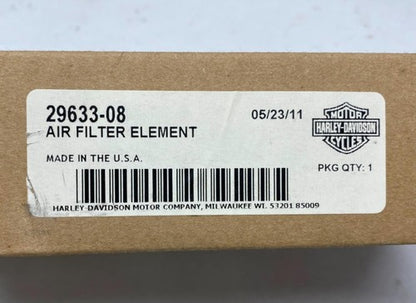 29633-08 05/23/11
AIR FILTER ELEMENT
MOTOR
HARLEY-DAVIDSON
CYCLES
MADE IN THE U.S.A.
PKG QTY: 1
HARLEY-DAVIDSON MOTOR COMPANY, MILWAUKEE WI. 53201 85009